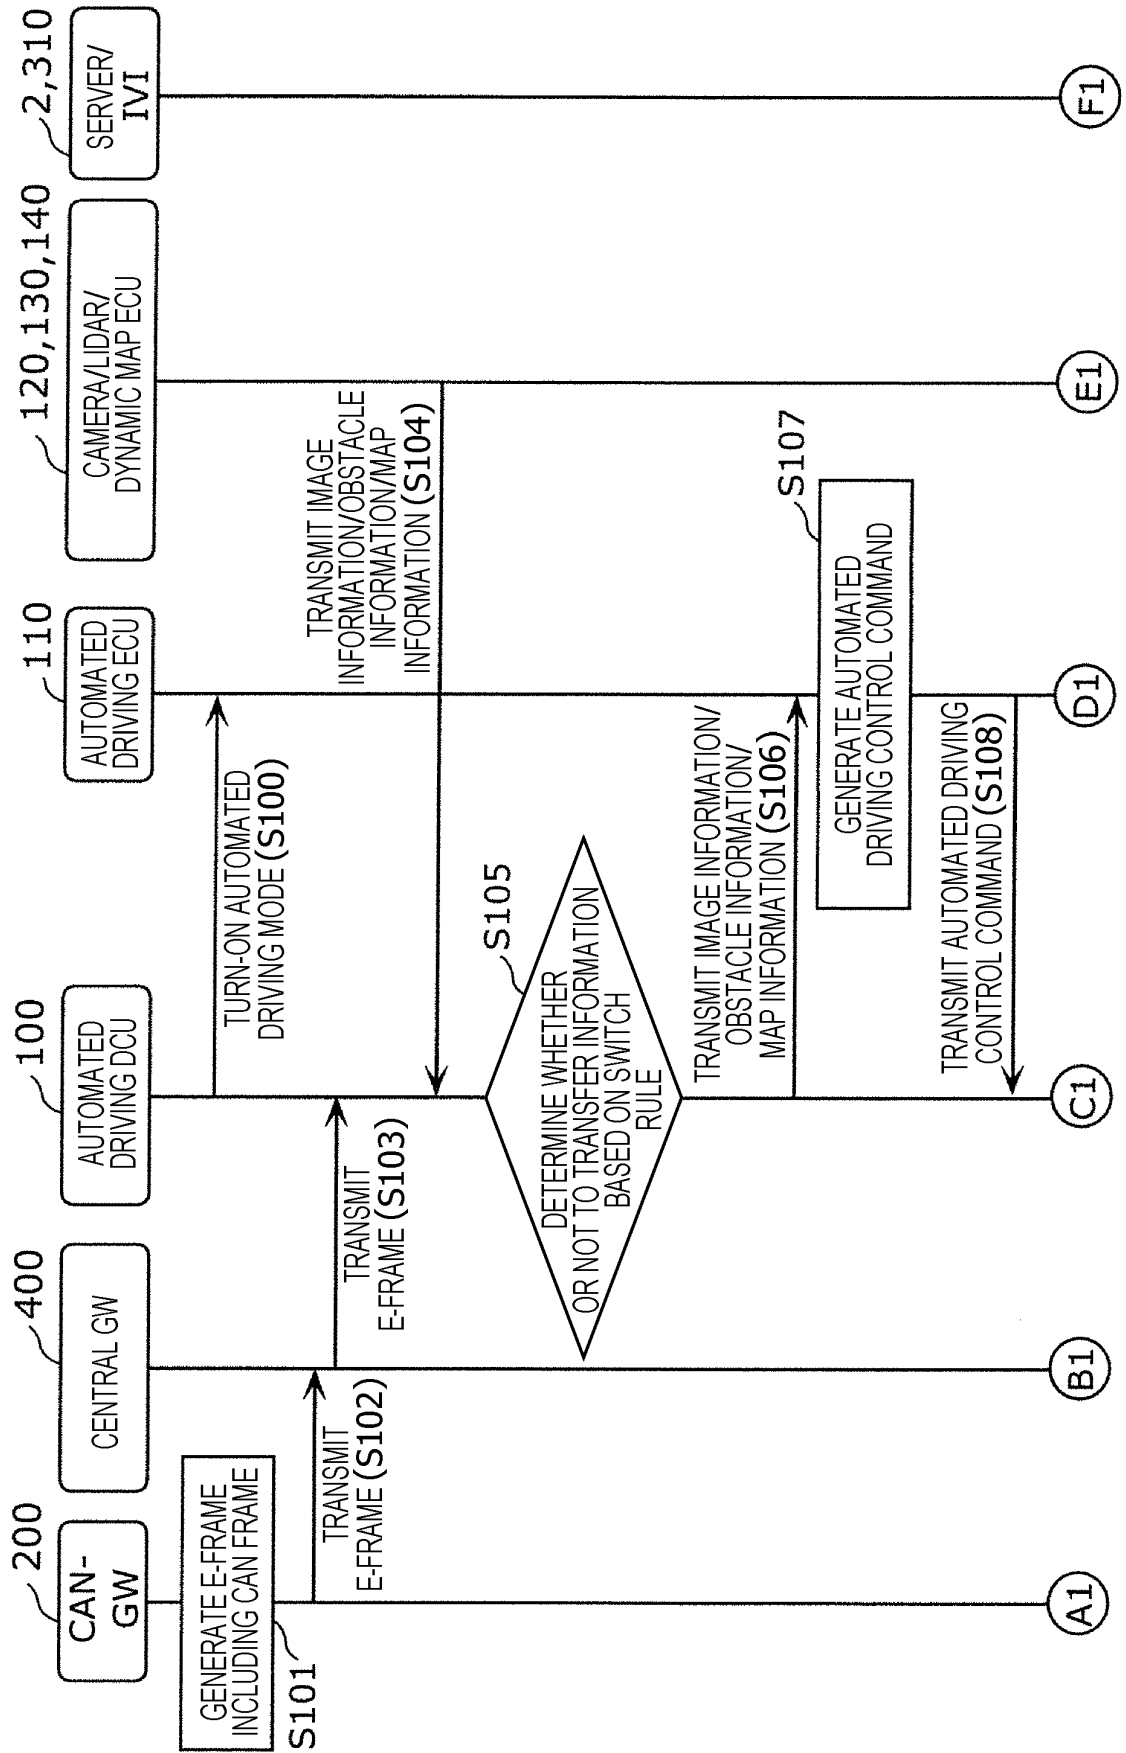 200
400
100
110
120,130,140
2,310
CAN-
GW
CENTRAL GW
AUTOMATED
DRIVING DCU
AUTOMATED
DRIVING ECU
CAMERA/LIDAR/
DYNAMIC MAP ECU
SERVER/
IVI
GENERATE E-FRAME
INCLUDING CAN FRAME
S101
TURN-ON AUTOMATED
DRIVING MODE (S100)
TRANSMIT
E-FRAME (S102)
TRANSMIT
E-FRAME (S103)
TRANSMIT IMAGE
INFORMATION/OBSTACLE
INFORMATION/MAP
INFORMATION (S104)
S105
DETERMINE WHETHER
OR NOT TO TRANSFER INFORMATION
BASED ON SWITCH
RULE
TRANSMIT IMAGE INFORMATION/
OBSTACLE INFORMATION/
MAP INFORMATION (S106)
S107
GENERATE AUTOMATED
DRIVING CONTROL COMMAND
TRANSMIT AUTOMATED DRIVING
CONTROL COMMAND (S108)
A1
B1
C1
D1
E1
F1